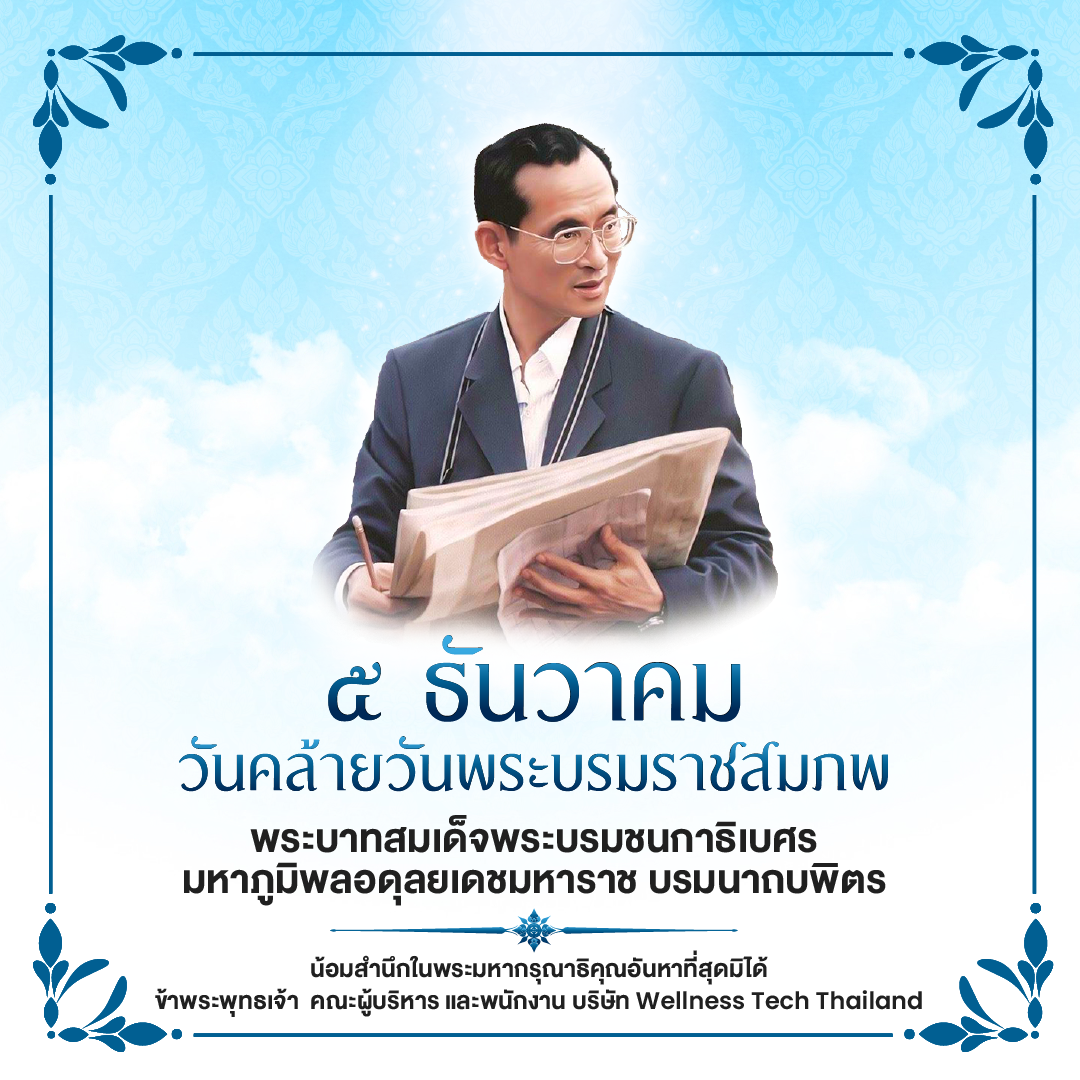 ๕ ธันวาคม
วันคล้ายวันพระบรมราชสมภพ
พระบาทสมเด็จพระบรมชนกาธิเบศร
มหาภูมิพลอดุลยเดชมหาราช บรมนาถบพิตร
น้อมสำนึกในพระมหากรุณาธิคุณอันหาที่สุดมิได้
ข้าพระพุทธเจ้า คณะผู้บริหาร และพนักงาน บริษัท Wellness Tech Thailand